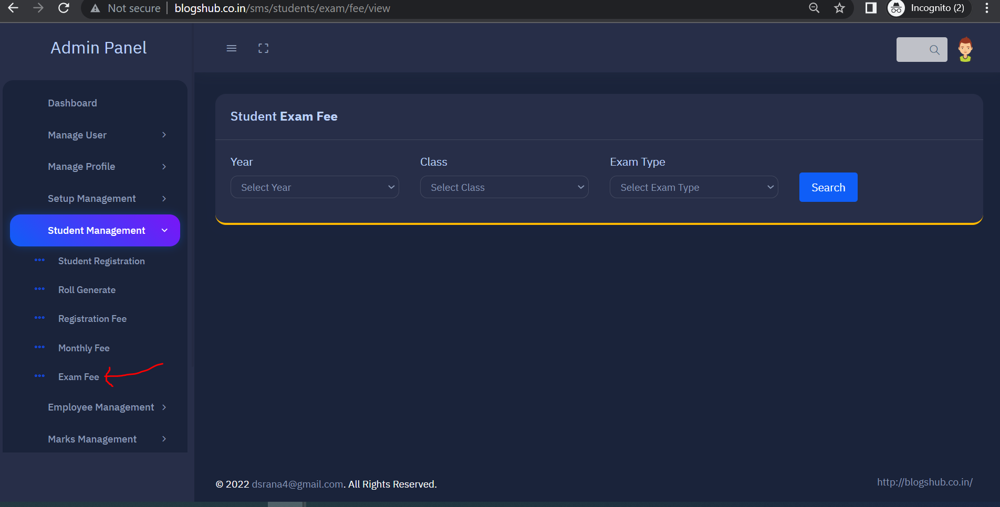 Not secure | blogshub.co.in/sms/students/exam/fee/view
Incognito (2)
Admin Panel
Dashboard
Manage User
Manage Profile
Setup Management
Student Management
Student Registration
Roll Generate
Registration Fee
Monthly Fee
Exam Fee
Employee Management
Marks Management
Student Exam Fee
Year
Class
Exam Type
Select Year
Select Class
Select Exam Type
Search
© 2022 dsrana4@gmail.com. All Rights Reserved.
http://blogshub.co.in/